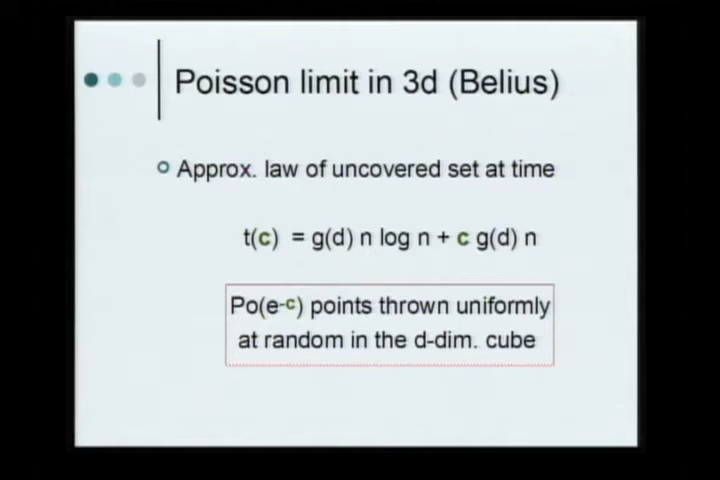 Poisson limit in 3d (Belius)
Approx. law of uncovered set at time
t(c) = g(d) n log n + c g(d) n
Po(e-c) points thrown uniformly
at random in the d-dim. cube